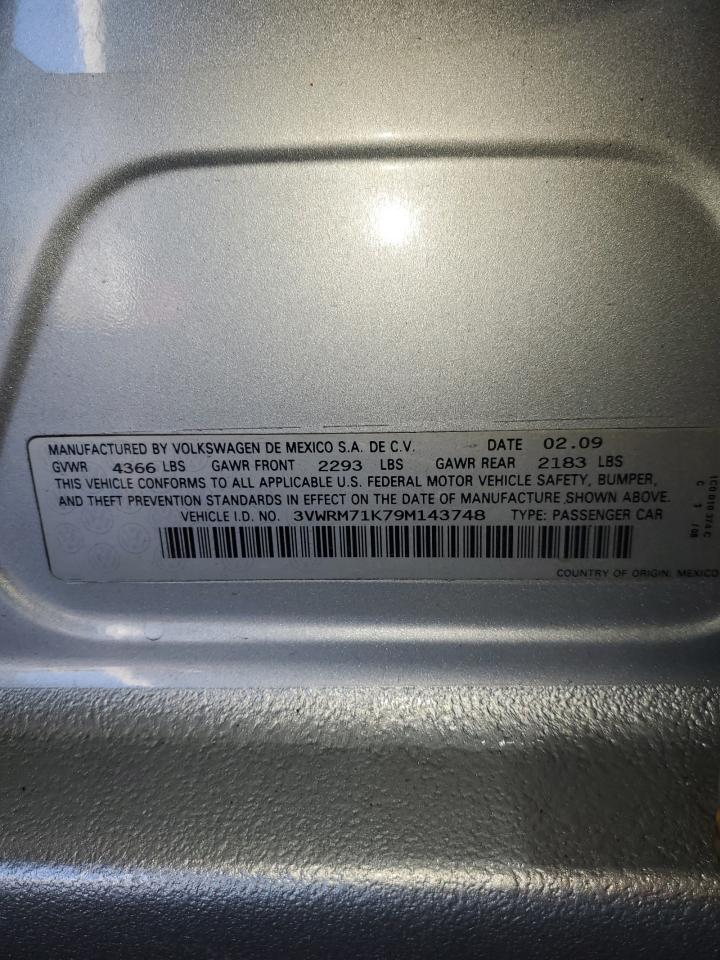 MANUFACTURED BY VOLKSWAGEN DE MEXICO S.A. DE C.V. DATE 02.09
GVWR 4366 LBS GAWR FRONT 2293 LBS GAWR REAR 2183 LBS
THIS VEHICLE CONFORMS TO ALL APPLICABLE U.S. FEDERAL MOTOR VEHICLE SAFETY, BUMPER,
AND THEFT PREVENTION STANDARDS IN EFFECT ON THE DATE OF MANUFACTURE SHOWN ABOVE.
VEHICLE I.D. NO. 3VWRM71K79M143748 TYPE: PASSENGER CAR
COUNTRY OF ORIGIN: MEXICO